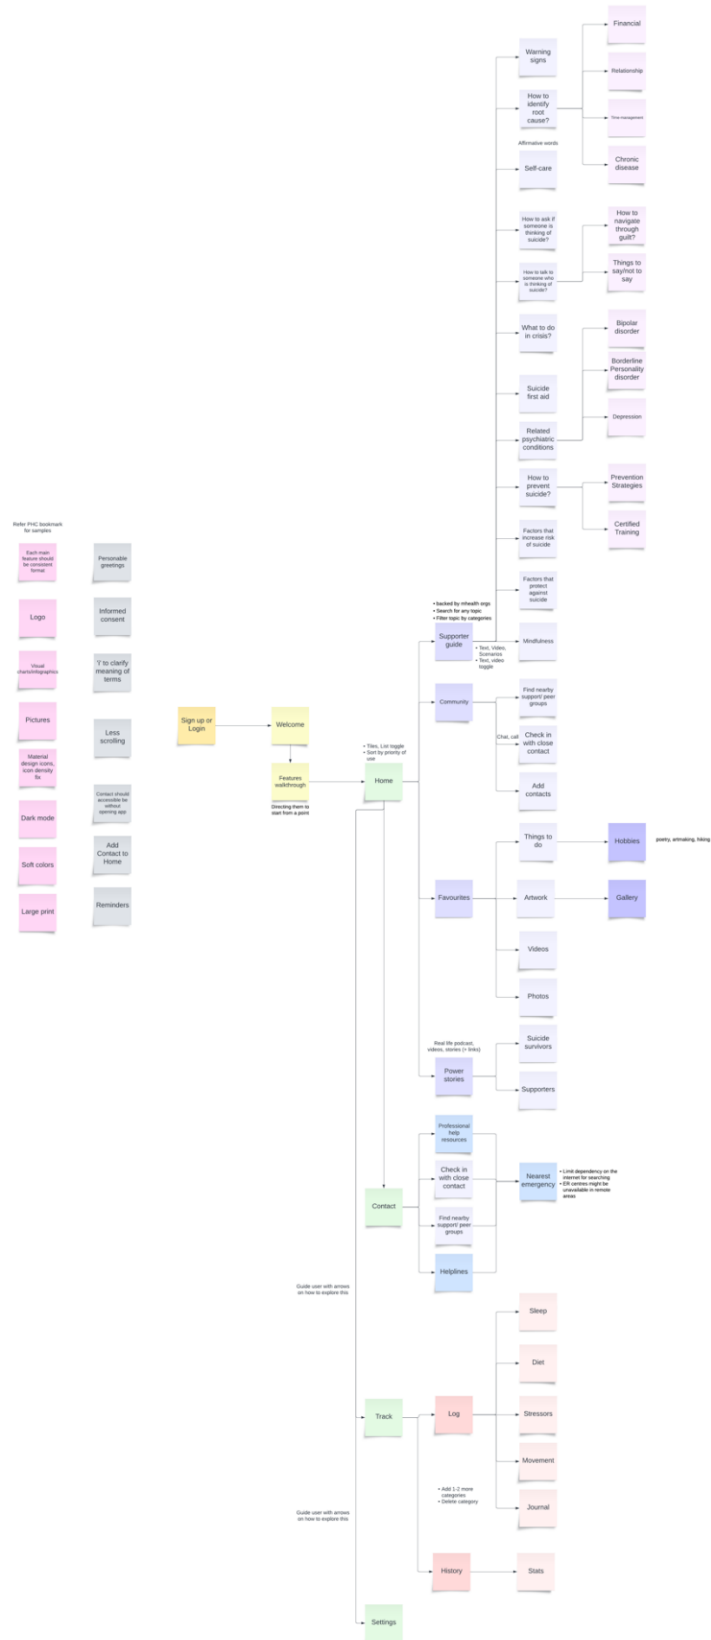 Financial
Warning
signs
Relationship
How to
identify
root
cause?
Time management
Affirmative words
Self-care
Chronic
disease
How to ask if
someone is
thinking of
suicide?
How to
navigate
through
guilt?
How to talk to
someone who
is thinking of
suicide?
Things to
say/not to
say
What to do
in crisis?
Bipolar
disorder
Borderline
Personality
disorder
Suicide
first aid
Depression
Related
psychiatric
conditions
How to
prevent
suicide?
Prevention
Strategies
Certified
Training
Factors that
increase risk
of suicide
Factors that
protect
against
suicide
Refer PHC bookmark
for samples
Each main
feature should
be consistent
format
Personable
greetings
Logo
Informed
consent
Visual
charts/infographics
'i' to clarify
meaning of
terms
Pictures
Less
scrolling
Material
design icons,
icon density
fix
Contact should
accessible be
without
opening app
Dark mode
Add
Contact to
Home
Soft colors
Reminders
Large print
Sign up or
Login
Welcome
Features
walkthrough
Directing them to
start from a point
• Tiles, List toggle
• Sort by priority of
use
Home
• backed by mhealth orgs
• Search for any topic
• Filter topic by categories
Supporter
guide
• Text, Video,
Scenarios
• Text, video
toggle
Mindfulness
Community
Find nearby
support/ peer
groups
Chat, call
Check in
with close
contact
Add
contacts
Favourites
Things to
do
Hobbies
poetry, artmaking, hiking
Artwork
Gallery
Videos
Photos
Real life podcast,
videos, stories (+ links)
Power
stories
Suicide
survivors
Supporters
Contact
Professional
help
resources
Check in
with close
contact
Find nearby
support/ peer
groups
Helplines
Nearest
emergency
• Limit dependency on the
internet for searching
• ER centres might be
unavailable in remote
areas
Guide user with arrows
on how to explore this
Track
Log
Sleep
Diet
Stressors
Movement
Journal
• Add 1-2 more
categories
• Delete category
Guide user with arrows
on how to explore this
History
Stats
Settings